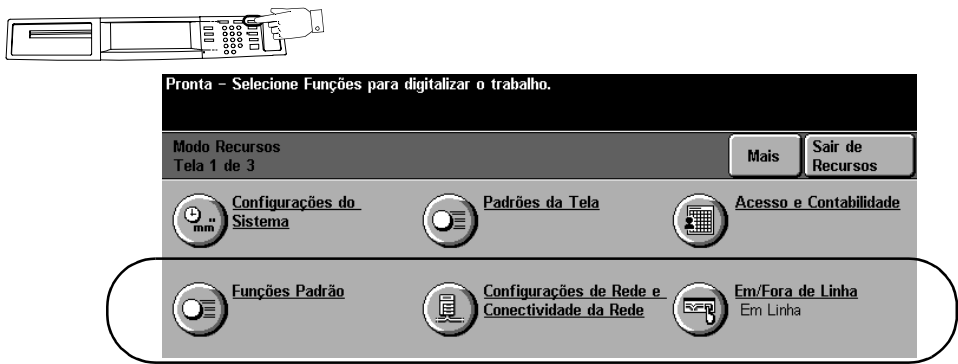 Pronta – Selecione Funções para digitalizar o trabalho.
Modo Recursos
Tela 1 de 3
Mais
Sair de
Recursos
Configurações do
Sistema
Padrões da Tela
Acesso e Contabilidade
mm
Funções Padrão
Configurações de Rede e
Conectividade da Rede
Em/Fora de Linha
Em Linha